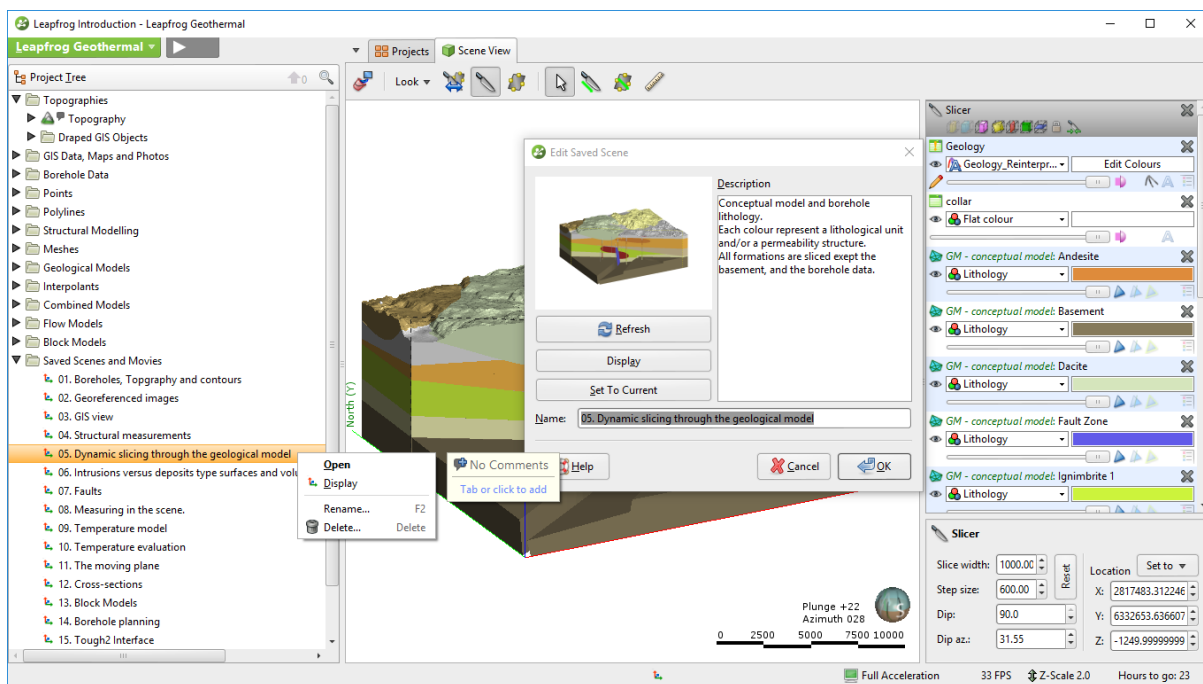 Leapfrog Introduction - Leapfrog Geothermal
Leapfrog Geothermal
Project Tree
0
Topographies
Topography
Draped GIS Objects
GIS Data, Maps and Photos
Borehole Data
Points
Polylines
Structural Modelling
Meshes
Geological Models
Interpolants
Combined Models
Flow Models
Block Models
Saved Scenes and Movies
01. Boreholes, Topgraphy and contours
02. Georeferenced images
03. GIS view
04. Structural measurements
05. Dynamic slicing through the geological model
06. Intrusions versus deposits type surfaces and volu
07. Faults
08. Measuring in the scene.
09. Temperature model
10. Temperature evaluation
11. The moving plane
12. Cross-sections
13. Block Models
14. Borehole planning
15. Tough2 Interface
Open
Display
Rename... F2
Delete... Delete
No Comments
Tab or click to add
Projects
Scene View
Look
North (Y)
Edit Saved Scene
Description
Conceptual model and borehole
lithology.
Each colour represent a lithological unit
and/or a permeability structure.
All formations are sliced exept the
basement, and the borehole data.
Refresh
Display
Set To Current
Name: 05. Dynamic slicing through the geological model
Help
Cancel
OK
Plunge +22
Azimuth 028
0 2500 5000 7500 10000
Slicer
Geology
Geology_Reinterpr... Edit Colours
collar
Flat colour
GM - conceptual model: Andesite
Lithology
GM - conceptual model: Basement
Lithology
GM - conceptual model: Dacite
Lithology
GM - conceptual model: Fault Zone
Lithology
GM - conceptual model: Ignimbrite 1
Lithology
Slicer
Slice width: 1000.00
Step size: 600.00
Dip: 90.0
Dip az.: 31.55
Reset
Location Set to
X: 2817483.312246
Y: 6332653.636607
Z: -1249.99999999
Full Acceleration 33 FPS Z-Scale 2.0 Hours to go: 23